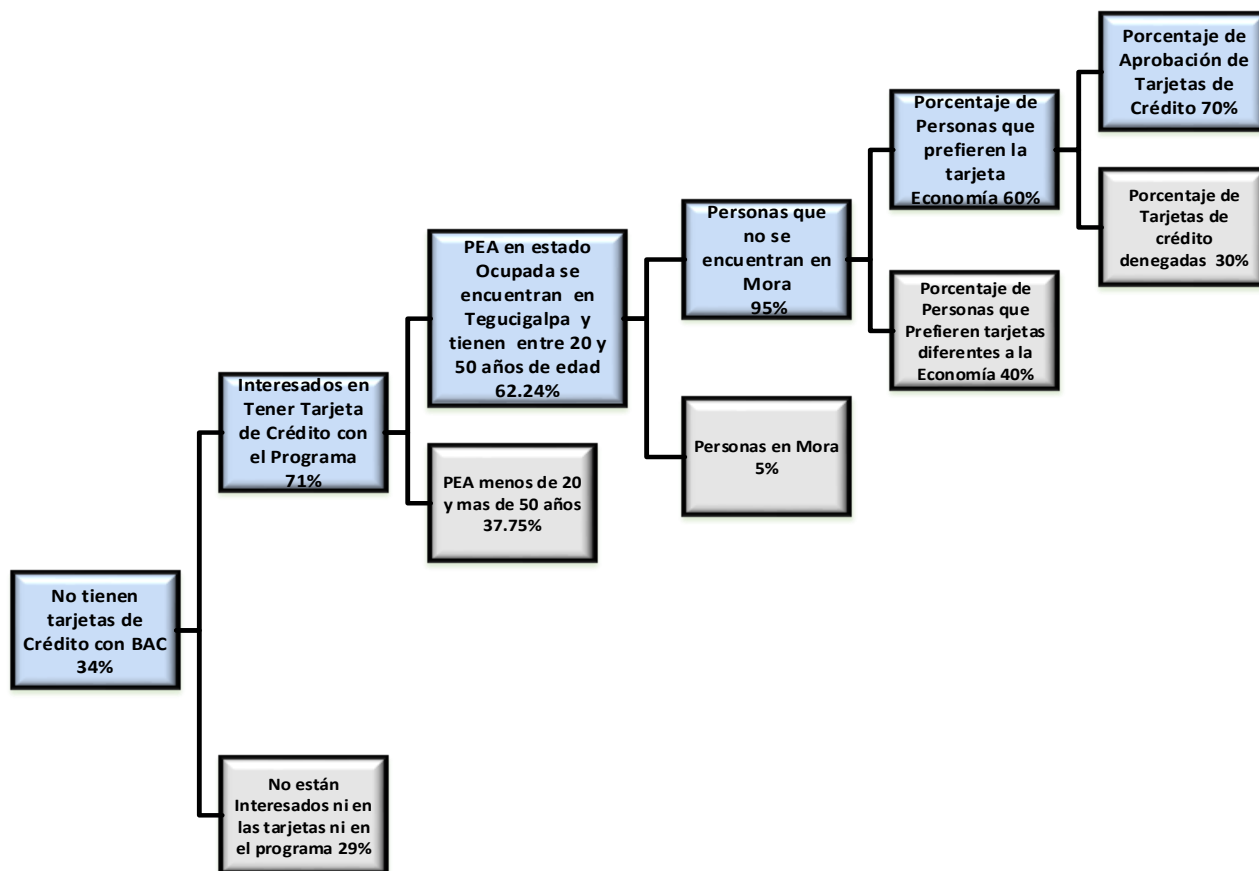 No tienen
tarjetas de
Crédito con BAC
34%
Interesados en
Tener Tarjeta
de Crédito con
el Programa
71%
No están
Interesados ni en
las tarjetas ni en
el programa 29%
PEA en estado
Ocupada se
encuentran en
Tegucigalpa y
tienen entre 20 y
50 años de edad
62.24%
PEA menos de 20
y mas de 50 años
37.75%
Personas que
no se
encuentran en
Mora
95%
Personas en Mora
5%
Porcentaje de
Personas que
prefieren la
tarjeta
Economía 60%
Porcentaje de
Personas que
Prefieren tarjetas
diferentes a la
Economía 40%
Porcentaje de
Aprobación de
Tarjetas de
Crédito 70%
Porcentaje de
Tarjetas de
crédito
denegadas 30%